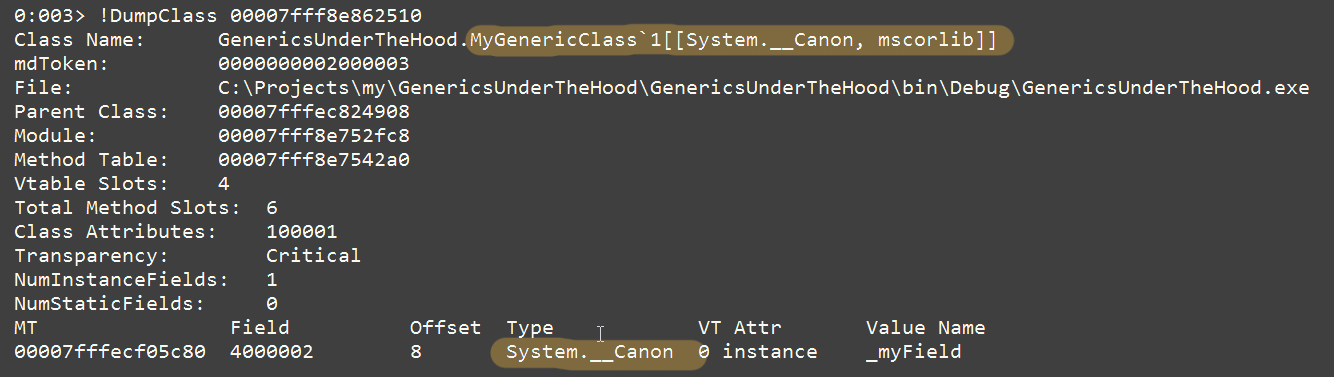 0:003> !DumpClass 00007fff8e862510
Class Name:      GenericsUnderTheHood.MyGenericClass`1[[System.__Canon, mscorlib]]
mdToken:         0000000002000003
File:            C:\Projects\my\GenericsUnderTheHood\GenericsUnderTheHood\bin\Debug\GenericsUnderTheHood.exe
Parent Class:    00007fffec824908
Module:          00007fff8e752fc8
Method Table:    00007fff8e7542a0
Vtable Slots:    4
Total Method Slots:  6
Class Attributes:    100001
Transparency:        Critical
NumInstanceFields:   1
NumStaticFields:     0
MT                Field          Offset  Type            VT Attr       Value Name
00007fffecf05c80  4000002        8       System.__Canon  0 instance    _myField